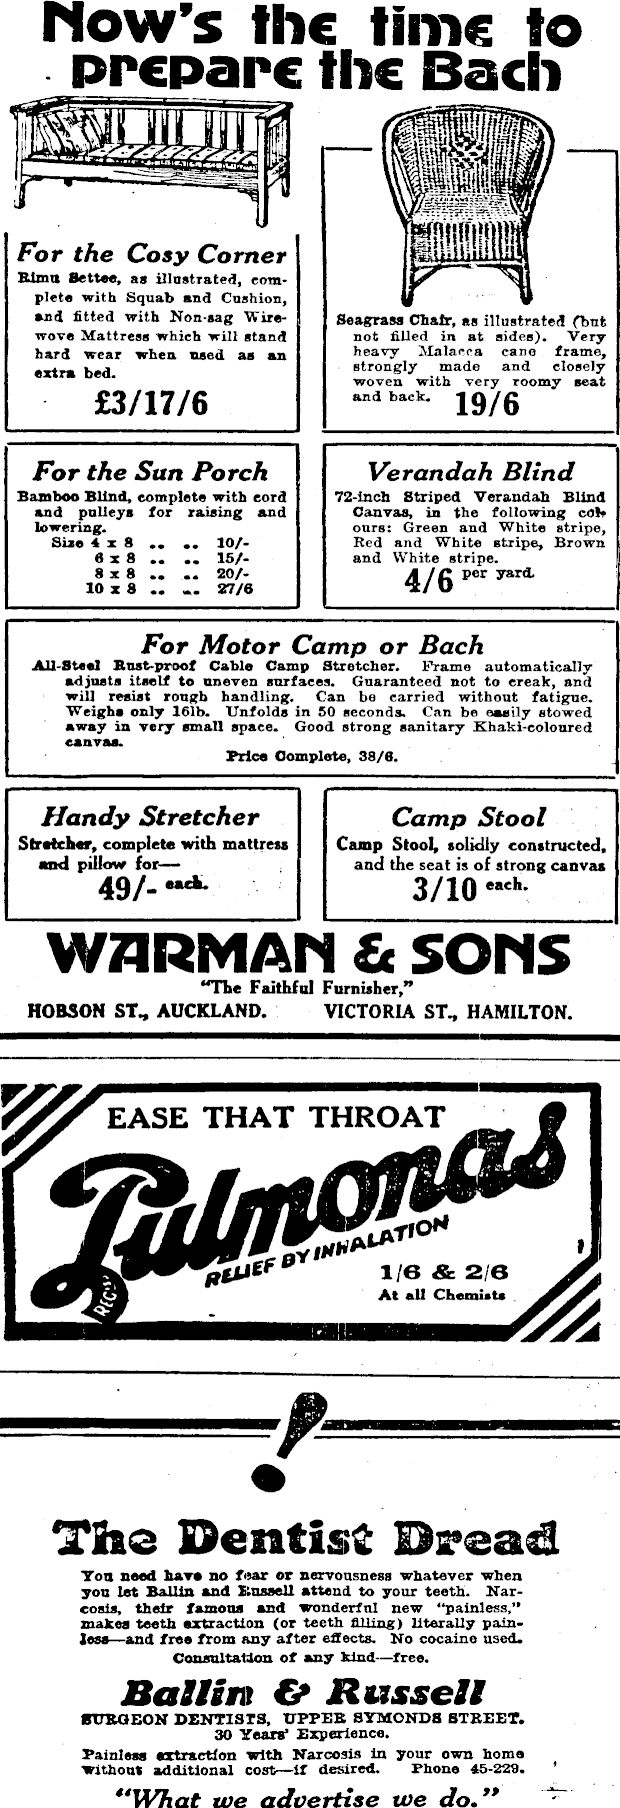 Now's the time to
prepare the Bach
For the Cosy Corner
Rimu Settee, as illustrated, com-
plete with Squab and Cushion,
and fitted with Non-sag Wire-
wove Mattress which will stand
hard wear when used as an
extra bed.
£3/17/6
Seagrass Chair, as illustrated (but
not filled in at sides). Very
heavy Malacca cane frame,
strongly made and closely
woven with very roomy seat
and back. 19/6
For the Sun Porch
Bamboo Blind, complete with cord
and pulleys for raising and
lowering.
Size 4 x 8 .. .. 10/-
6 x 8 .. .. 15/-
8 x 8 .. .. 20/-
10 x 8 .. .. 27/6
Verandah Blind
72-inch Striped Verandah Blind
Canvas, in the following col-
ours: Green and White stripe,
Red and White stripe, Brown
and White stripe.
4/6 per yard.
For Motor Camp or Bach
All-Steel Rust-proof Cable Camp Stretcher. Frame automatically
adjusts itself to uneven surfaces. Guaranteed not to creak, and
will resist rough handling. Can be carried without fatigue.
Weighs only 16lb. Unfolds in 50 seconds. Can be easily stowed
away in very small space. Good strong sanitary Khaki-coloured
canvas.
Price Complete, 38/6.
Handy Stretcher
Stretcher, complete with mattress
and pillow for—
49/- each.
Camp Stool
Camp Stool, solidly constructed,
and the seat is of strong canvas
3/10 each.
WARMAN & SONS
"The Faithful Furnisher,"
HOBSON ST., AUCKLAND. VICTORIA ST., HAMILTON.
EASE THAT THROAT
Pulmonas
REGD.
RELIEF BY INHALATION
1/6 & 2/6
At all Chemists
!
The Dentist Dread
You need have no fear or nervousness whatever when
you let Ballin and Russell attend to your teeth. Nar-
cosis, their famous and wonderful new "painless,"
makes teeth extraction (or teeth filling) literally pain-
less—and free from any after effects. No cocaine used.
Consultation of any kind—free.
Ballin & Russell
SURGEON DENTISTS, UPPER SYMONDS STREET.
30 Years' Experience.
Painless extraction with Narcosis in your own home
without additional cost—if desired. Phone 45-229.
"What we advertise we do."